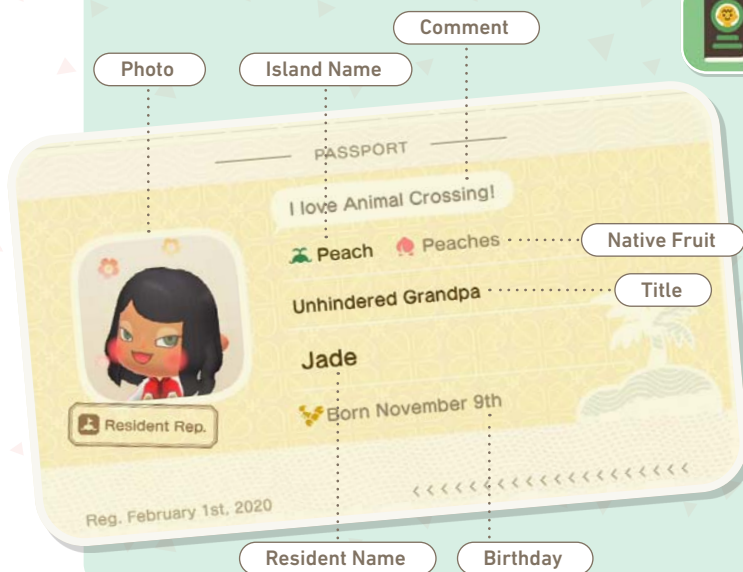 Comment
Photo
Island Name
PASSPORT
I love Animal Crossing!
Peach Peaches
Native Fruit
Unhindered Grandpa
Title
Jade
Resident Rep.
Born November 9th
Reg. February 1st, 2020
<<<<<<<<<<<<<<<<<<<<<
Resident Name
Birthday